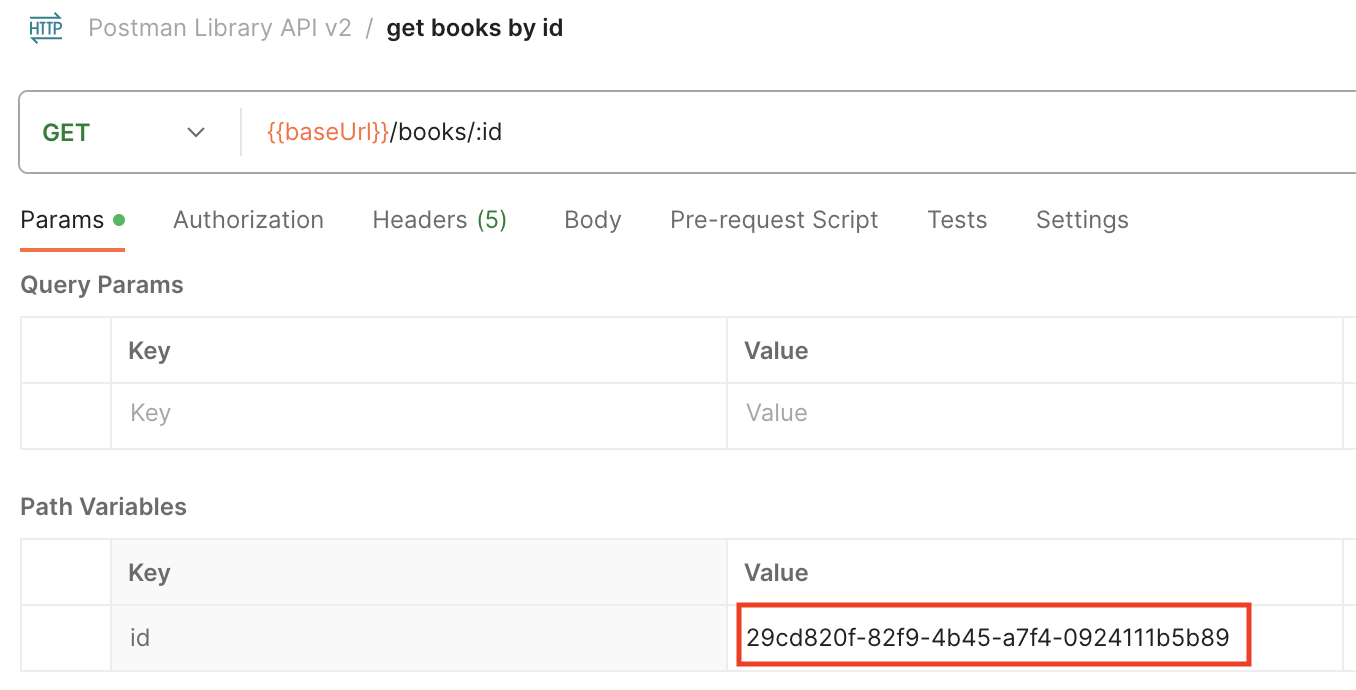 HTTP Postman Library API v2 / get books by id
GET {{baseUrl}}/books/:id
Params Authorization Headers (5) Body Pre-request Script Tests Settings
Query Params
Key Value
Key Value
Path Variables
Key Value
id 29cd820f-82f9-4b45-a7f4-0924111b5b89